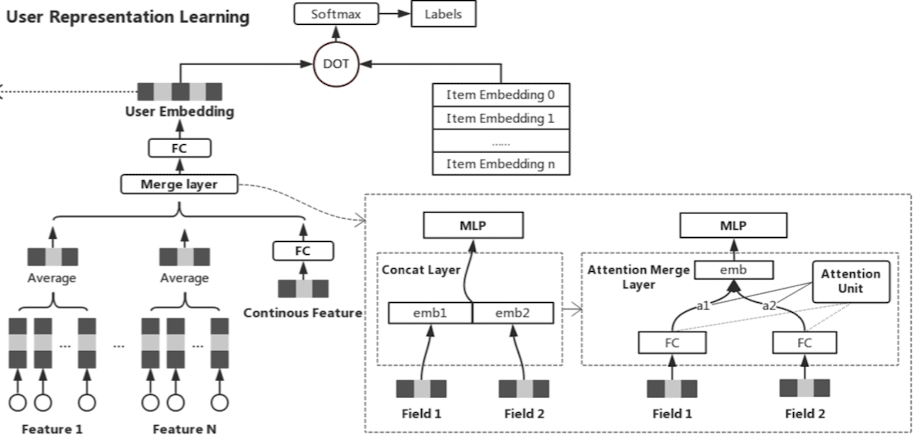 User Representation Learning
Softmax
Labels
DOT
User Embedding
Item Embedding 0
Item Embedding 1
......
Item Embedding n
FC
Merge layer
FC
Average
Average
Continous Feature
...
...
...
Feature 1
Feature N
MLP
Concat Layer
emb1
emb2
Field 1
Field 2
MLP
Attention Merge
Layer
emb
Attention
Unit
a1
a2
FC
FC
Field 1
Field 2